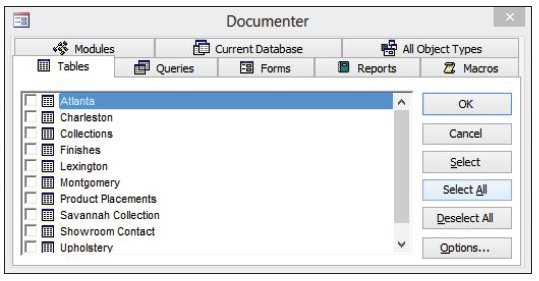 Documenter
Modules Current Database All Object Types
Tables Queries Forms Reports Macros
Atlanta
Charleston
Collections
Finishes
Lexington
Montgomery
Product Placements
Savannah Collection
Showroom Contact
Upholstery
OK
Cancel
Select
Select All
Deselect All
Options...